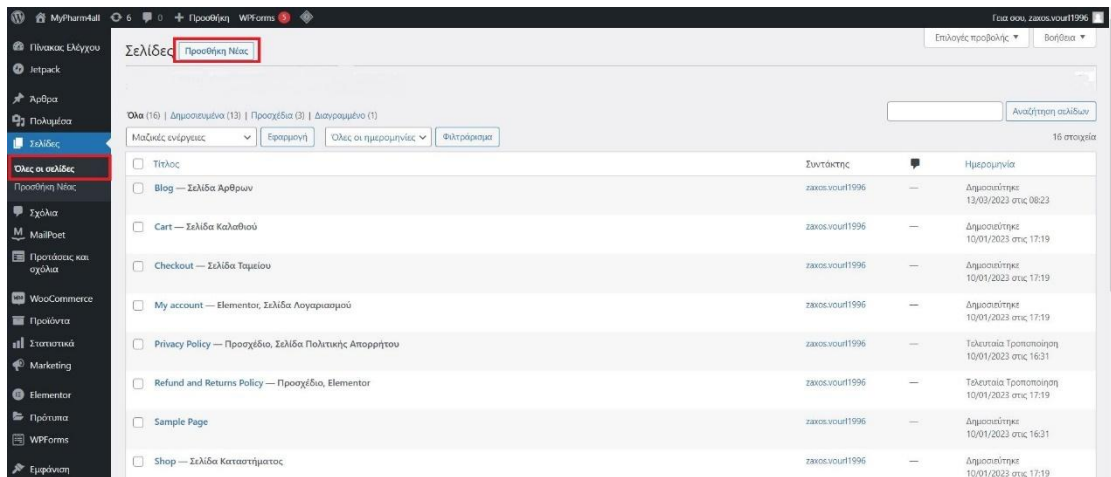 MyPharm4all 6 0 + Προσθήκη WPForms 5 Γεια σου, zaxos.vourl1996
Πίνακας Ελέγχου
Jetpack
Άρθρα
Πολυμέσα
Σελίδες
Όλες οι σελίδες
Προσθήκη Νέας
Σχόλια
MailPoet
Προτάσεις και
σχόλια
WooCommerce
Προϊόντα
Στατιστικά
Marketing
Elementor
Πρότυπα
WPForms
Εμφάνιση
Σελίδες Προσθήκη Νέας Επιλογές προβολής Βοήθεια
Όλα (16) | Δημοσιευμένα (13) | Προσχέδια (3) | Διαγραμμένο (1) Αναζήτηση σελίδων
Μαζικές ενέργειες Εφαρμογή Όλες οι ημερομηνίες Φιλτράρισμα 16 στοιχεία
Τίτλος Συντάκτης Ημερομηνία
Blog — Σελίδα Άρθρων zaxos.vourl1996 — Δημοσιεύτηκε
13/03/2023 στις 08:23
Cart — Σελίδα Καλαθιού zaxos.vourl1996 — Δημοσιεύτηκε
10/01/2023 στις 17:19
Checkout — Σελίδα Ταμείου zaxos.vourl1996 — Δημοσιεύτηκε
10/01/2023 στις 17:19
My account — Elementor, Σελίδα Λογαριασμού zaxos.vourl1996 — Δημοσιεύτηκε
10/01/2023 στις 17:19
Privacy Policy — Προσχέδιο, Σελίδα Πολιτικής Απορρήτου zaxos.vourl1996 — Τελευταία Τροποποίηση
10/01/2023 στις 16:31
Refund and Returns Policy — Προσχέδιο, Elementor zaxos.vourl1996 — Τελευταία Τροποποίηση
10/01/2023 στις 17:19
Sample Page zaxos.vourl1996 — Δημοσιεύτηκε
10/01/2023 στις 16:31
Shop — Σελίδα Καταστήματος zaxos.vourl1996 — Δημοσιεύτηκε
10/01/2023 στις 17:19